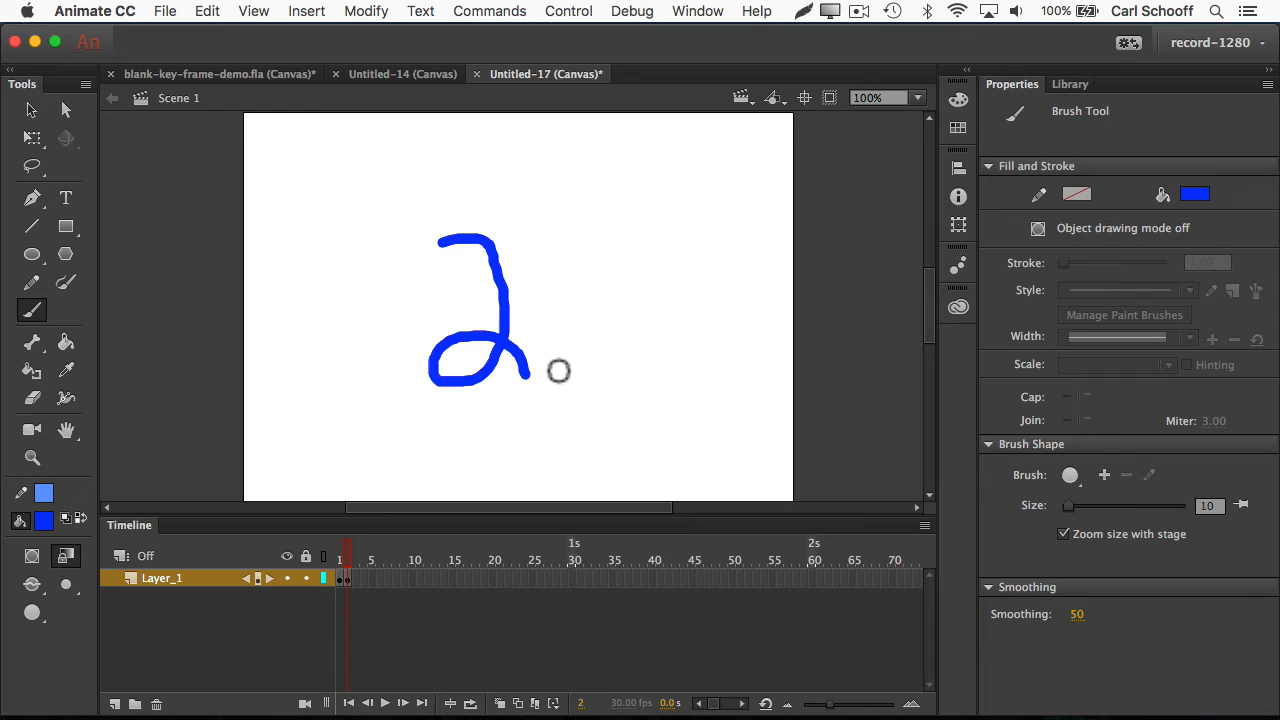 Animate CC File Edit View Insert Modify Text Commands Control Debug Window Help 100% Carl Schooff
An record-1280
Tools
blank-key-frame-demo.fla (Canvas)* Untitled-14 (Canvas) Untitled-17 (Canvas)*
Scene 1 100%
2
Properties Library
Brush Tool
Fill and Stroke
Object drawing mode off
Stroke: 1.00
Style:
Manage Paint Brushes
Width:
Scale: Hinting
Cap:
Join: Miter: 3.00
Brush Shape
Brush:
Size: 10
Zoom size with stage
Smoothing
Smoothing: 50
Timeline
Off 1s 2s
1 5 10 15 20 25 30 35 40 45 50 55 60 65 70
Layer_1
2 30.00 fps 0.0 s